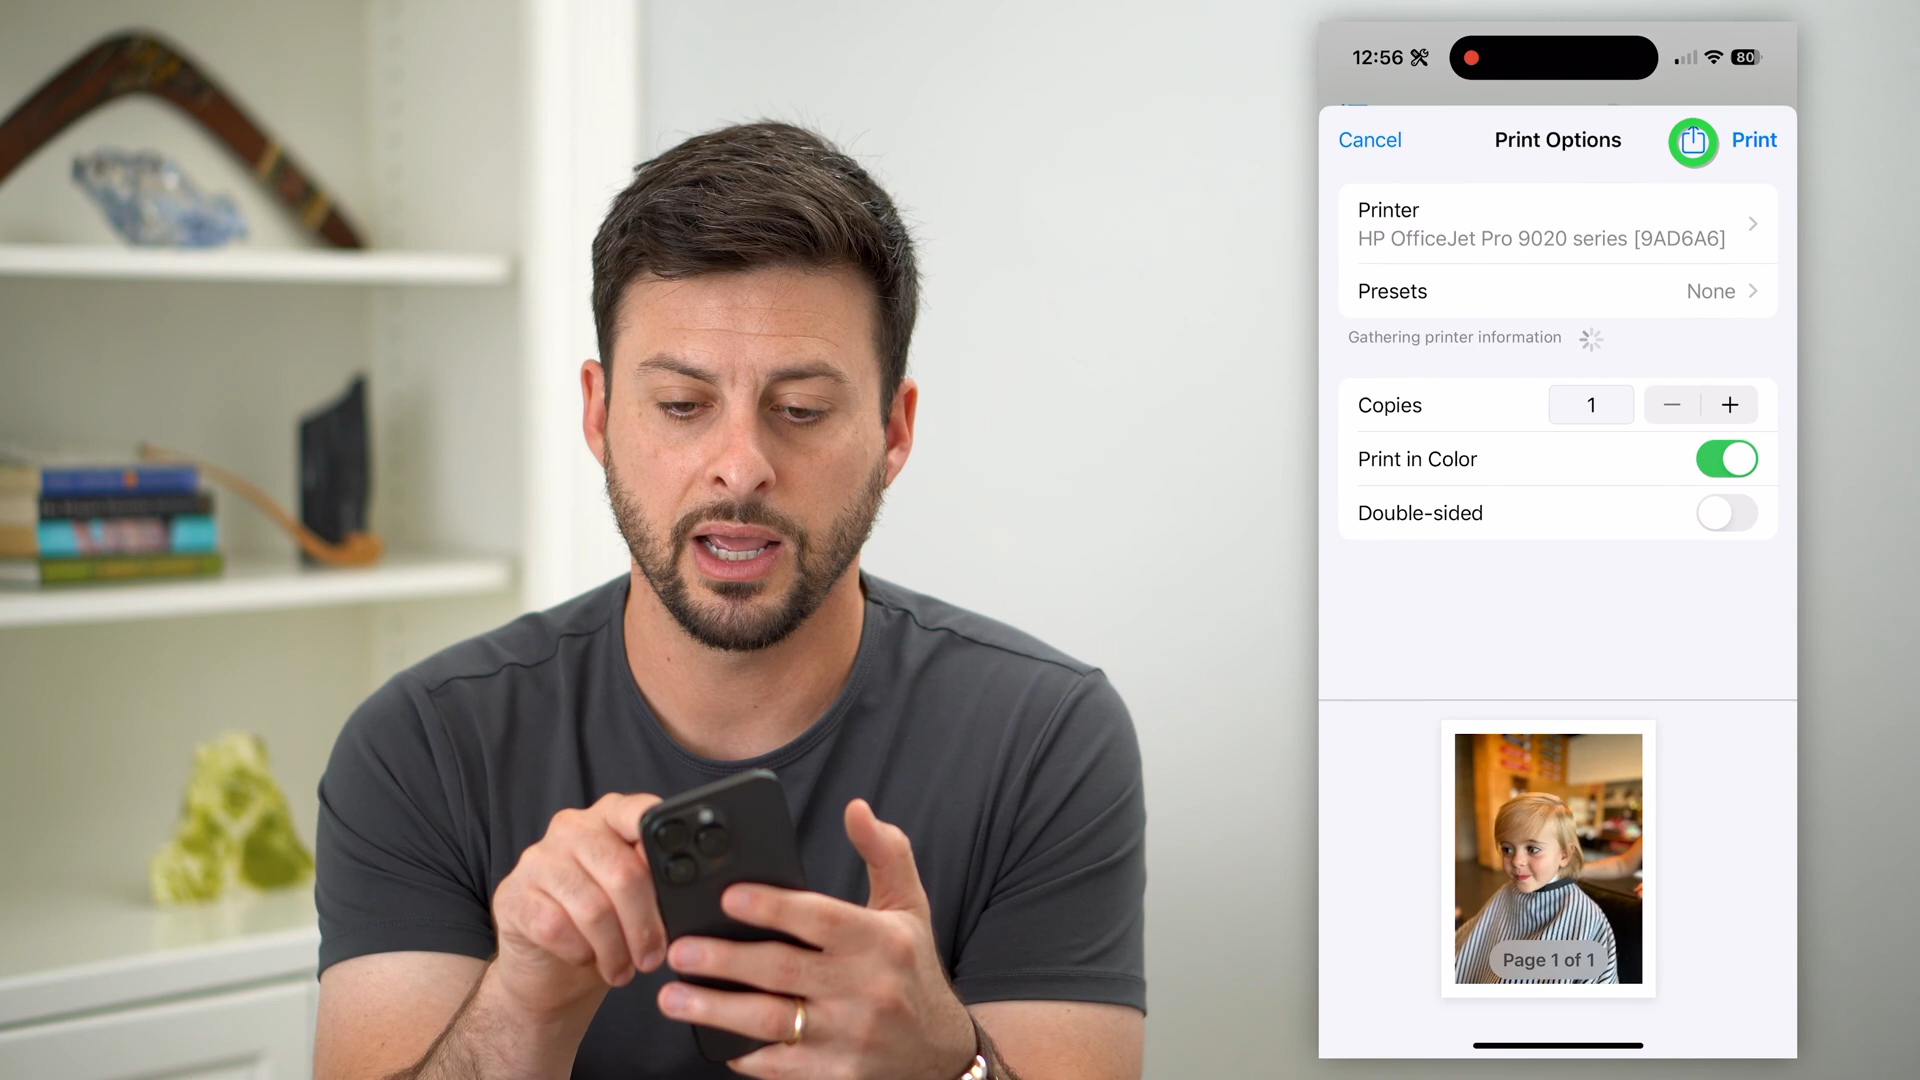 12:56
80
Cancel
Print Options
Print
Printer
HP OfficeJet Pro 9020 series [9AD6A6]
Presets
None
Gathering printer information
Copies
1
Print in Color
Double-sided
Page 1 of 1